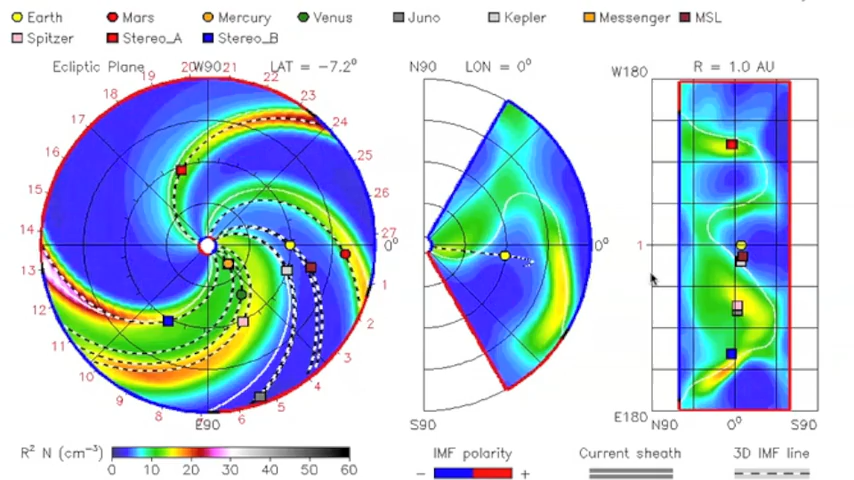 Earth Mars Mercury Venus Juno Kepler Messenger MSL
Spitzer Stereo_A Stereo_B
Ecliptic Plane W90 LAT = −7.2° N90 LON = 0° W180 R = 1.0 AU
19 20 21 22
18 23
17 24
16 25
15 26
14 27 0° 0° 1
13 1
12 2
11 3
10 4
9 8 E90 7 6 5 S90 E180 N90 0° S90
R² N (cm⁻³) 0 10 20 30 40 50 60
IMF polarity Current sheath 3D IMF line
− +